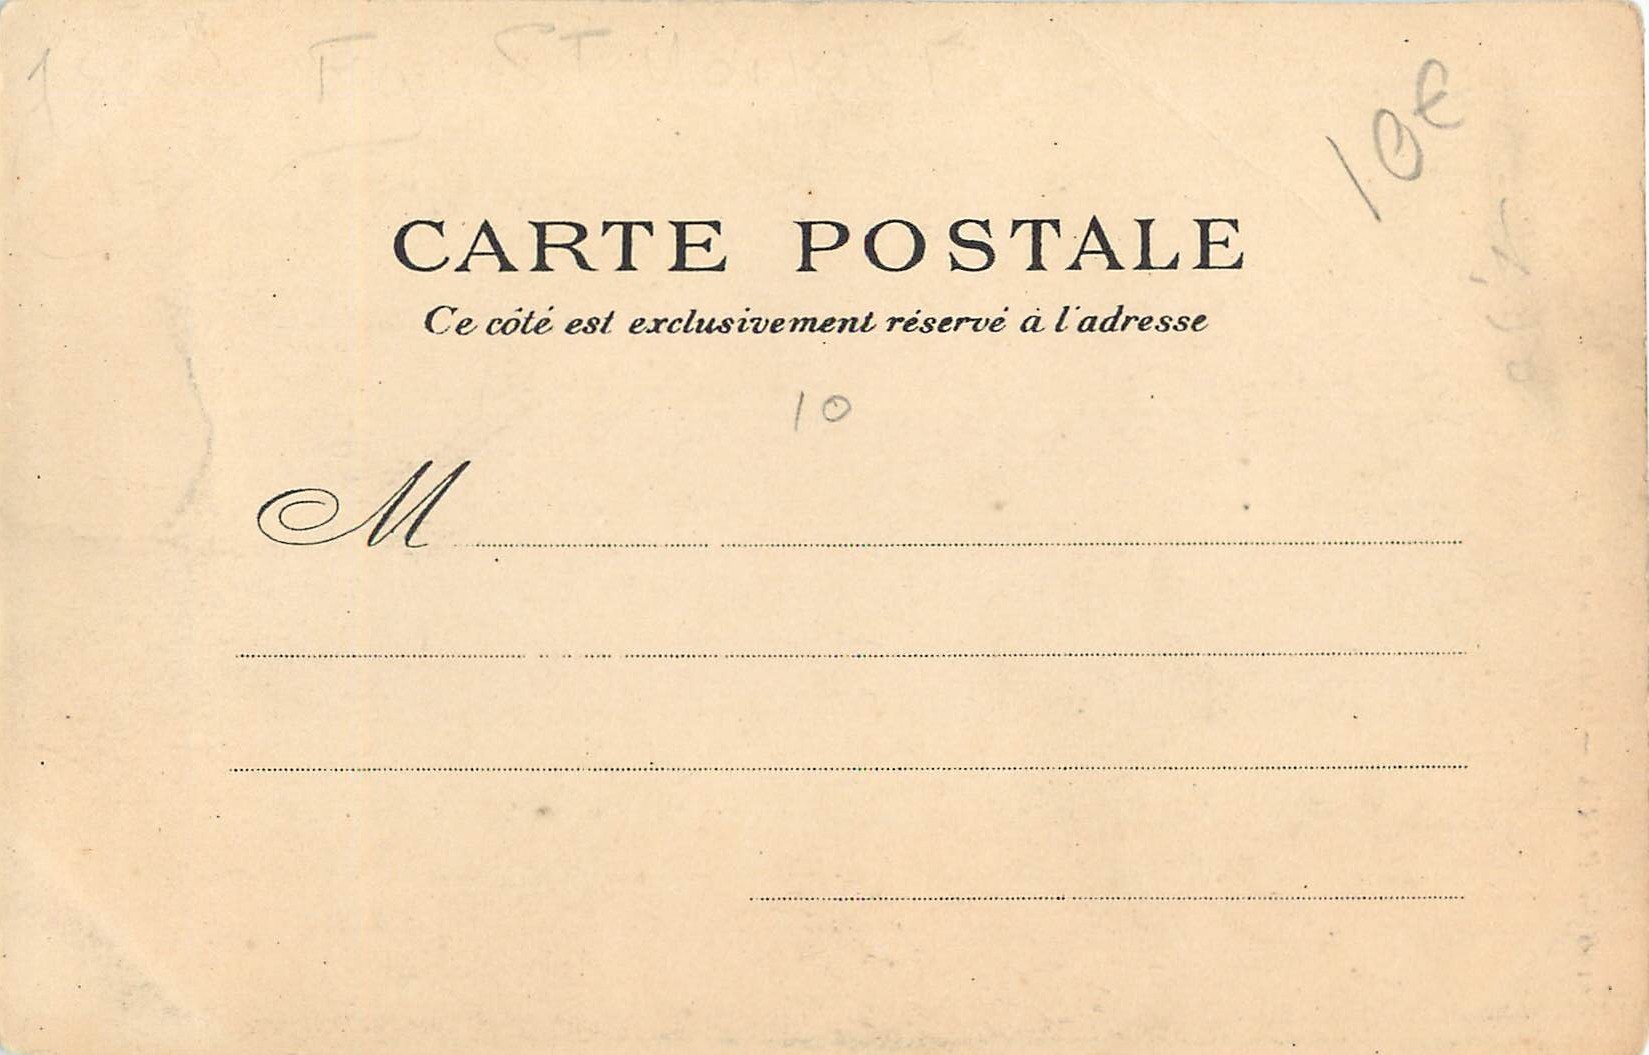 10€
CARTE POSTALE
Ce côté est exclusivement réservé à l'adresse
10
M